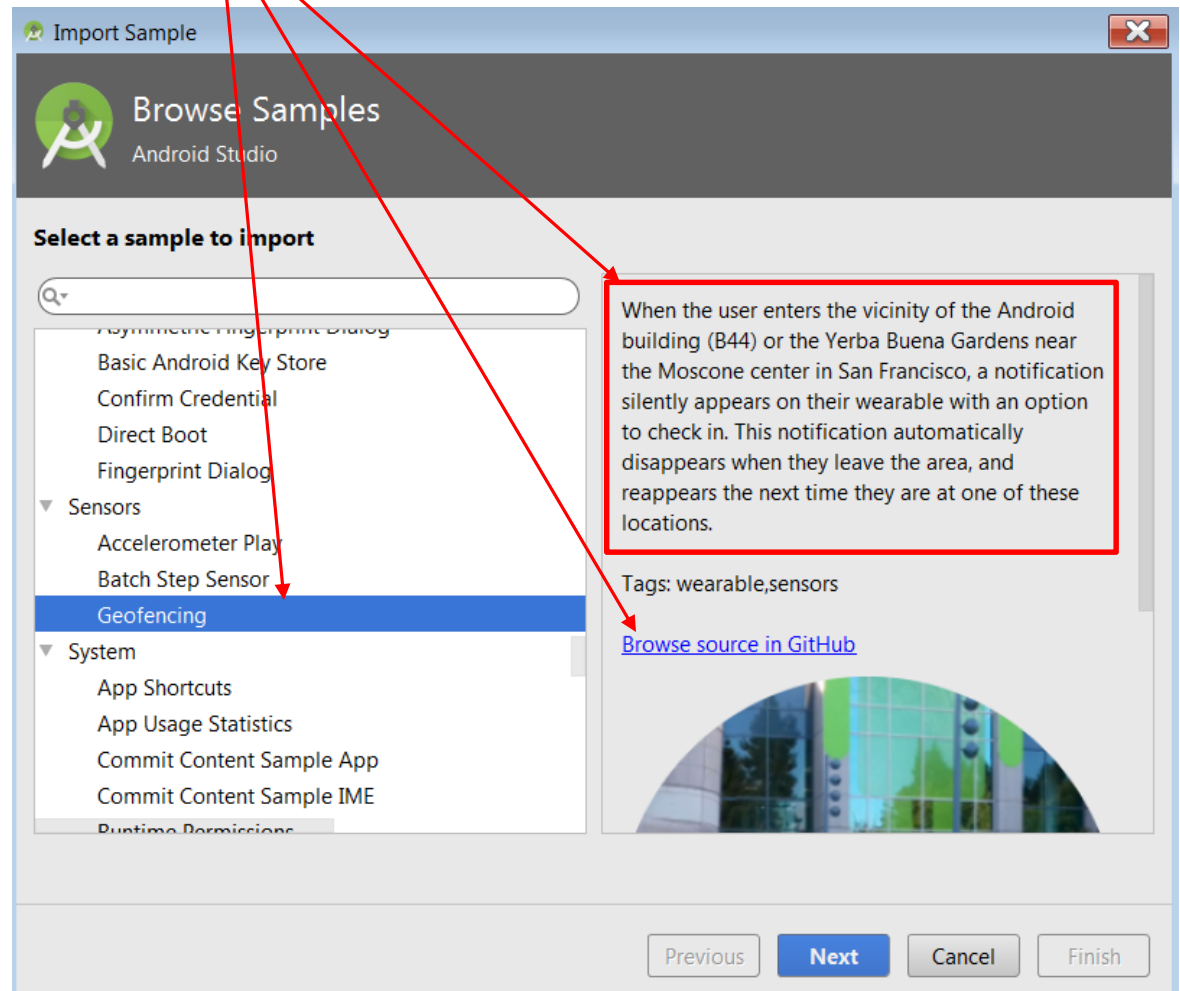 Import Sample
Browse Samples
Android Studio
Select a sample to import
Asymmetric Fingerprint Dialog
Basic Android Key Store
Confirm Credential
Direct Boot
Fingerprint Dialog
Sensors
Accelerometer Play
Batch Step Sensor
Geofencing
System
App Shortcuts
App Usage Statistics
Commit Content Sample App
Commit Content Sample IME
Runtime Permissions
When the user enters the vicinity of the Android
building (B44) or the Yerba Buena Gardens near
the Moscone center in San Francisco, a notification
silently appears on their wearable with an option
to check in. This notification automatically
disappears when they leave the area, and
reappears the next time they are at one of these
locations.
Tags: wearable,sensors
Browse source in GitHub
Previous
Next
Cancel
Finish